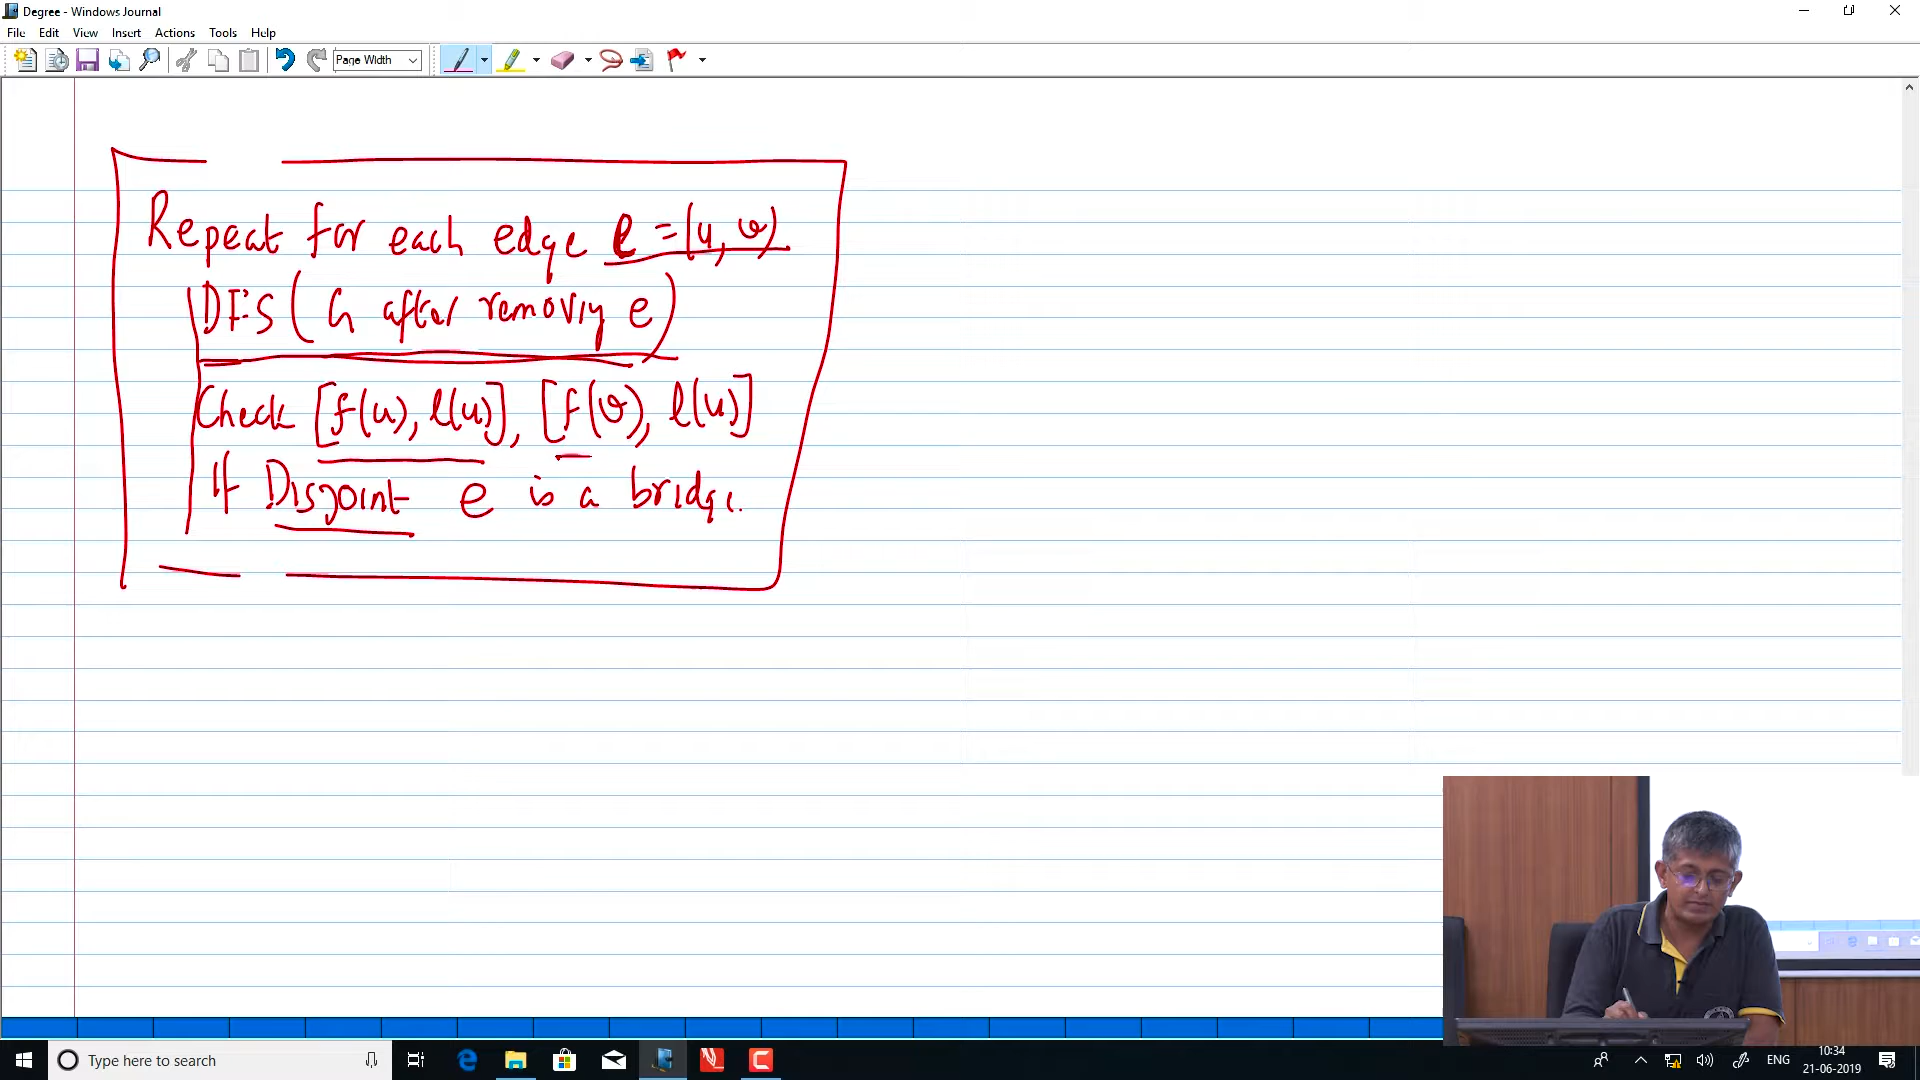 Degree - Windows Journal
File Edit View Insert Actions Tools Help
Page Width
Repeat for each edge e = (u, v)
DFS ( G after removing e )
Check [f(u), l(u)], [f(v), l(u)]
If Disjoint e is a bridge.
Type here to search
ENG
10:34
21-06-2019